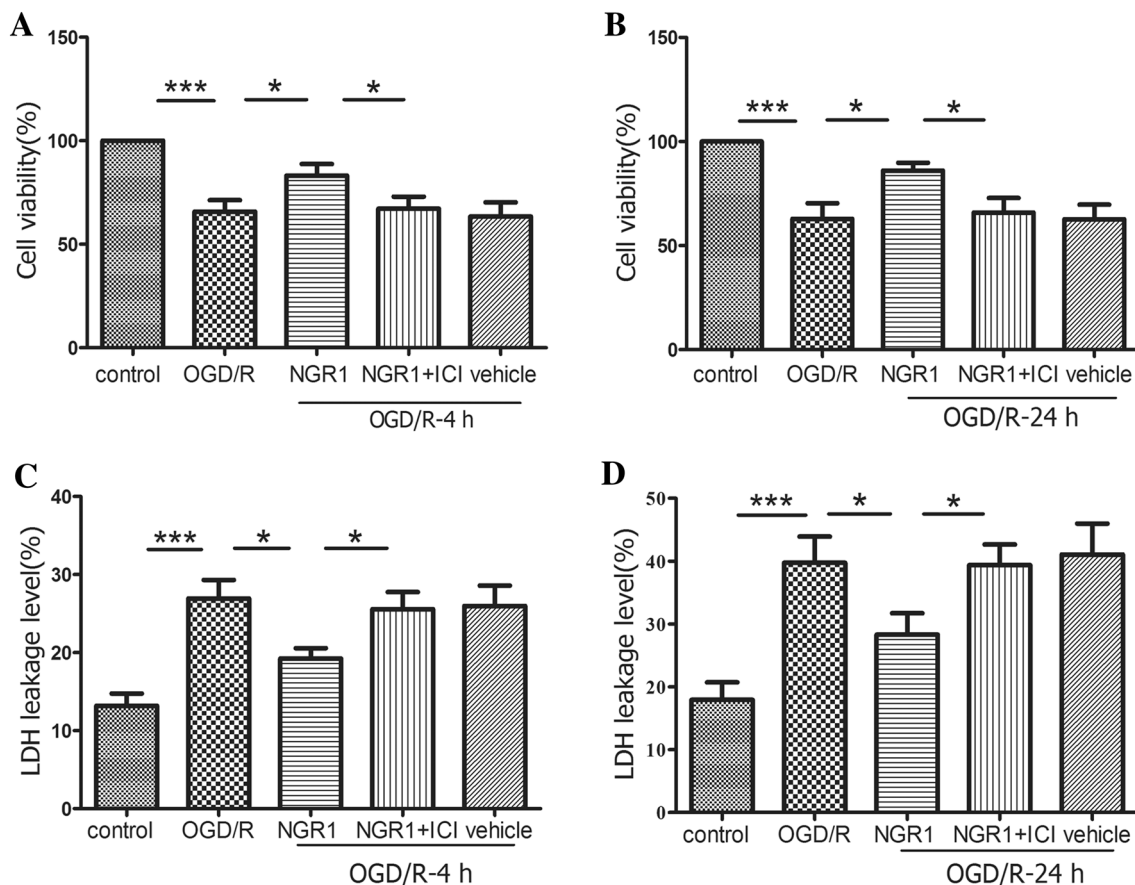 A
Cell viability(%)
150
100
50
0
*** * *
control OGD/R NGR1 NGR1+ICI vehicle
OGD/R-4 h
B
Cell viability(%)
150
100
50
0
*** * *
control OGD/R NGR1 NGR1+ICI vehicle
OGD/R-24 h
C
LDH leakage level(%)
40
30
20
10
0
*** * *
control OGD/R NGR1 NGR1+ICI vehicle
OGD/R-4 h
D
LDH leakage level(%)
50
40
30
20
10
0
*** * *
control OGD/R NGR1 NGR1+ICI vehicle
OGD/R-24 h